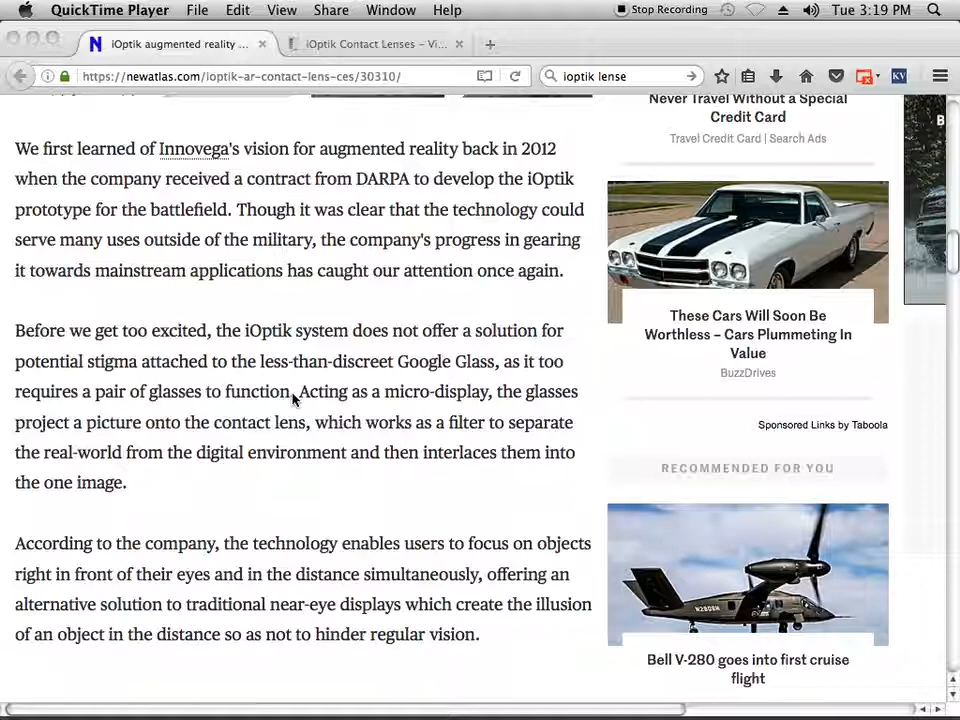 QuickTime Player File Edit View Share Window Help Stop Recording Tue 3:19 PM
iOptik augmented reality ... iOptik Contact Lenses – Vi...
https://newatlas.com/ioptik-ar-contact-lens-ces/30310/ ioptik lense KV
Never Travel Without a Special
Credit Card
Travel Credit Card | Search Ads
B
We first learned of Innovega's vision for augmented reality back in 2012
when the company received a contract from DARPA to develop the iOptik
prototype for the battlefield. Though it was clear that the technology could
serve many uses outside of the military, the company's progress in gearing
it towards mainstream applications has caught our attention once again.
Before we get too excited, the iOptik system does not offer a solution for
potential stigma attached to the less-than-discreet Google Glass, as it too
requires a pair of glasses to function. Acting as a micro-display, the glasses
project a picture onto the contact lens, which works as a filter to separate
the real-world from the digital environment and then interlaces them into
the one image.
According to the company, the technology enables users to focus on objects
right in front of their eyes and in the distance simultaneously, offering an
alternative solution to traditional near-eye displays which create the illusion
of an object in the distance so as not to hinder regular vision.
These Cars Will Soon Be
Worthless – Cars Plummeting In
Value
BuzzDrives
Sponsored Links by Taboola
RECOMMENDED FOR YOU
N280BH
Bell V-280 goes into first cruise
flight